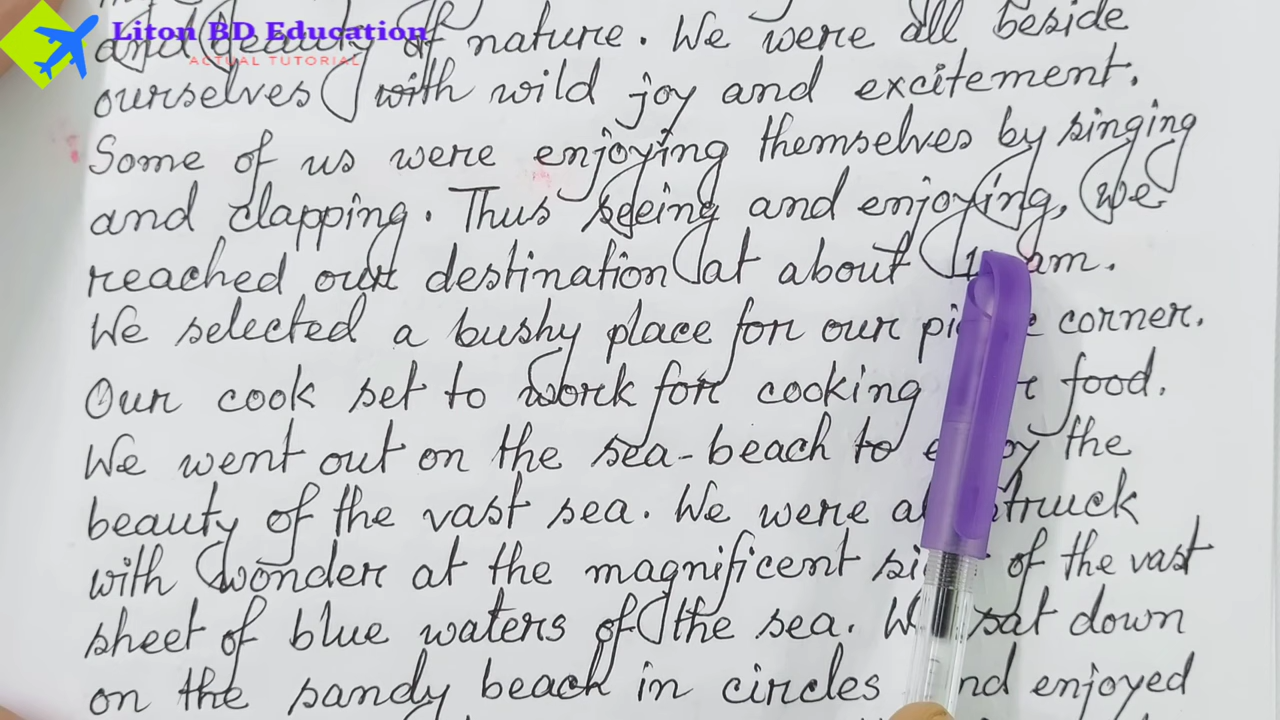 Liton BD Education
ACTUAL TUTORIAL
and beauty of nature. We were all beside
ourselves with wild joy and excitement.
Some of us were enjoying themselves by singing
and clapping. Thus seeing and enjoying, we
reached our destination at about am.
We selected a bushy place for our corner.
Our cook set to work for cooking food.
We went out on the sea-beach to the
beauty of the vast sea. We were struck
with wonder at the magnificent of the vast
sheet of blue waters of the sea. sat down
on the sandy beach in circles and enjoyed